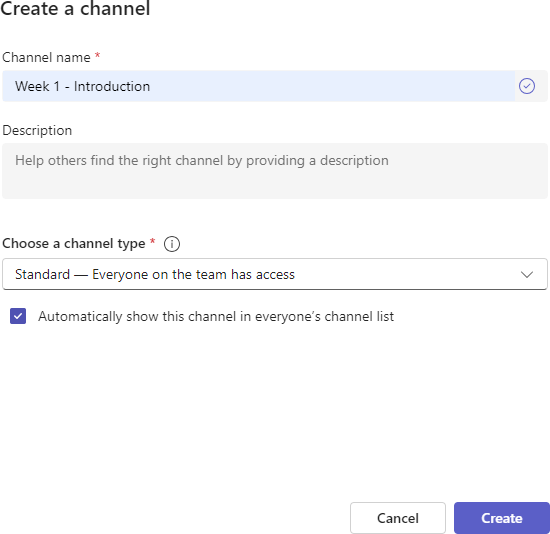 Create a channel
Channel name *
Week 1 - Introduction
Description
Help others find the right channel by providing a description
Choose a channel type *
Standard — Everyone on the team has access
Automatically show this channel in everyone's channel list
Cancel
Create